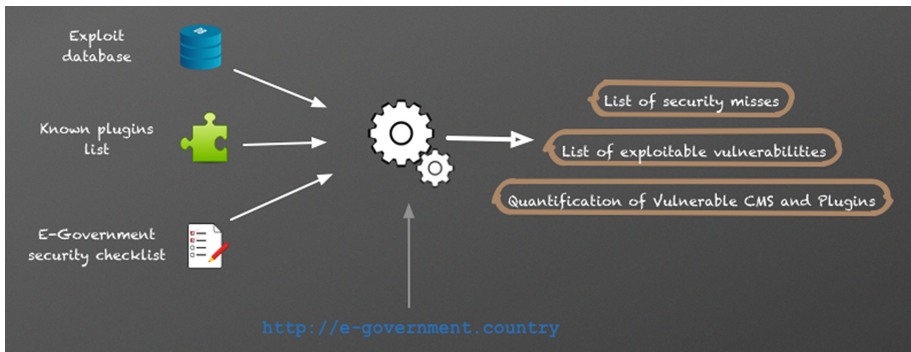 Exploit
database
Known plugins
list
E-Government
security checklist
List of security misses
List of exploitable vulnerabilities
Quantification of Vulnerable CMS and Plugins
http://e-government.country